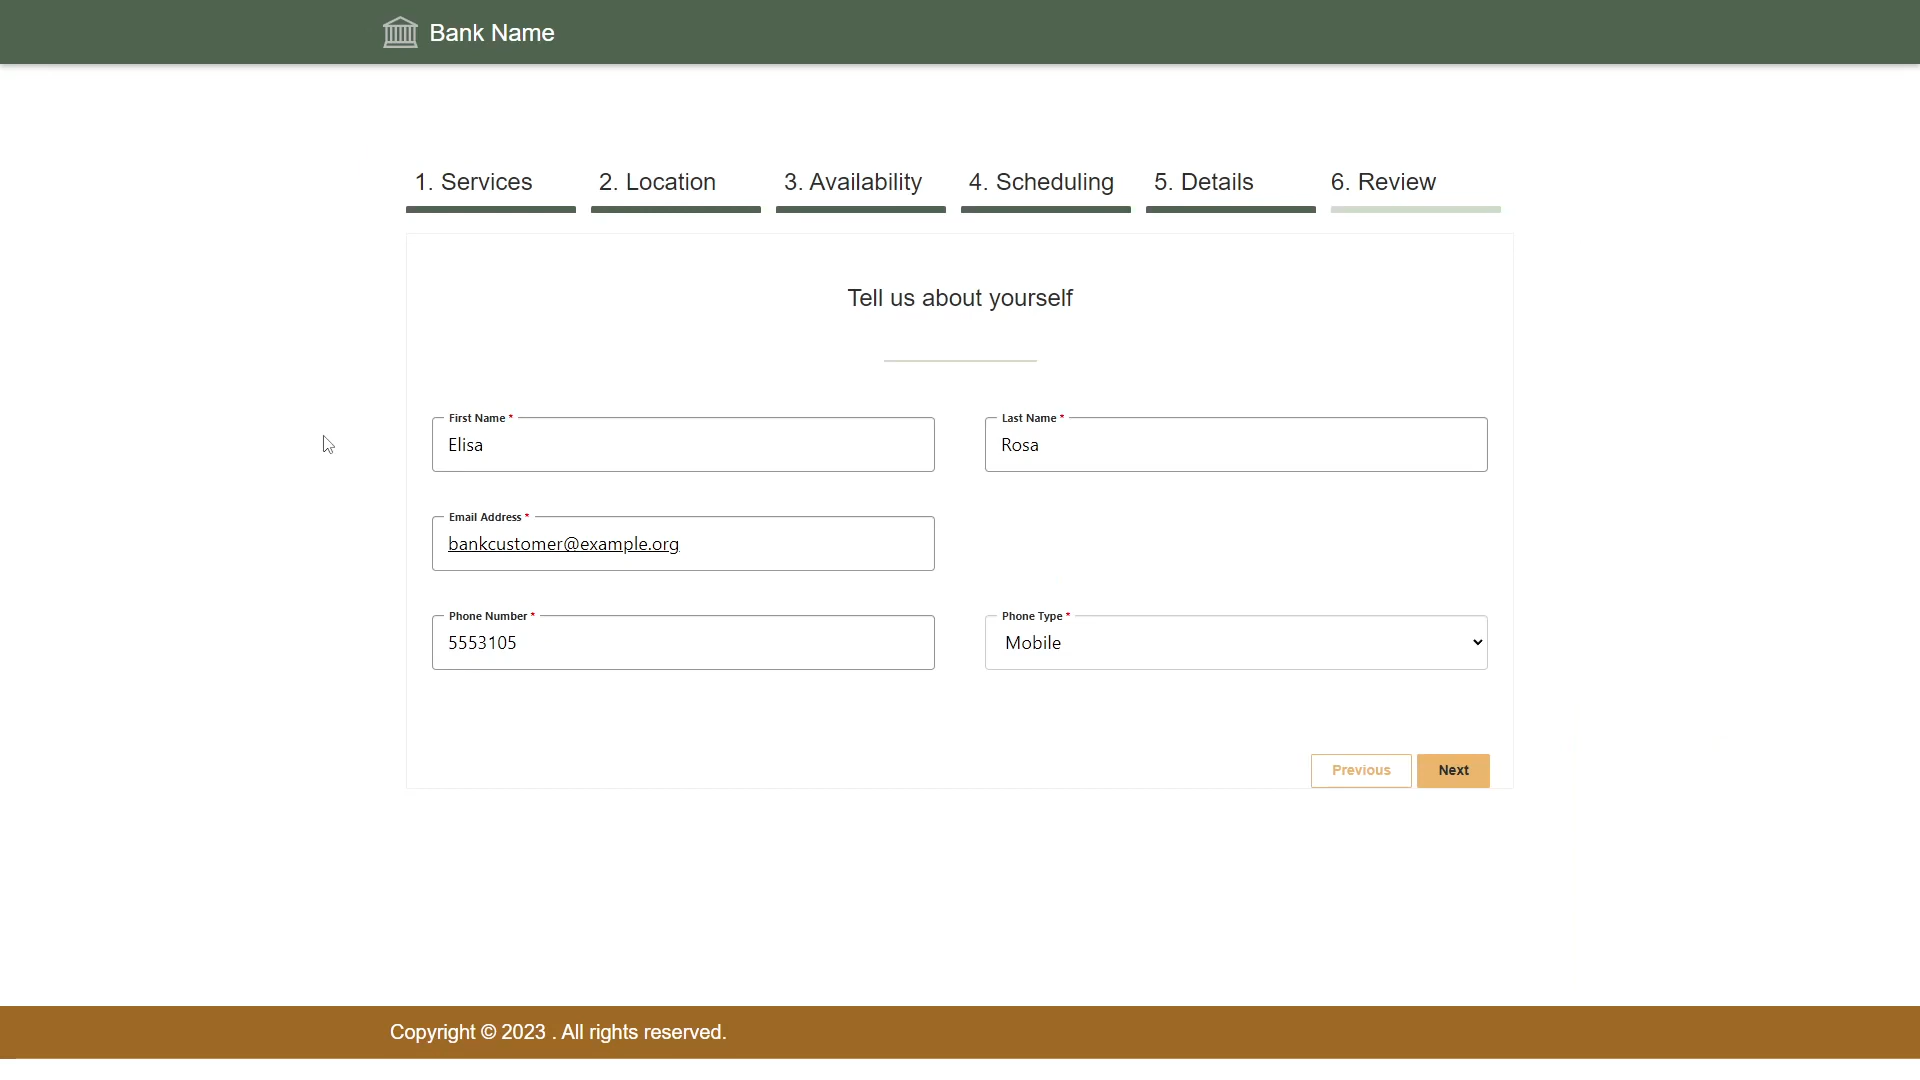 Bank Name
1. Services 2. Location 3. Availability 4. Scheduling 5. Details 6. Review
Tell us about yourself
First Name * Last Name *
Elisa Rosa
Email Address *
bankcustomer@example.org
Phone Number * Phone Type *
5553105 Mobile
Previous Next
Copyright © 2023 . All rights reserved.